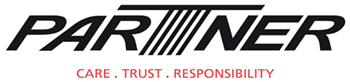 PARTNER
CARE . TRUST . RESPONSIBILITY